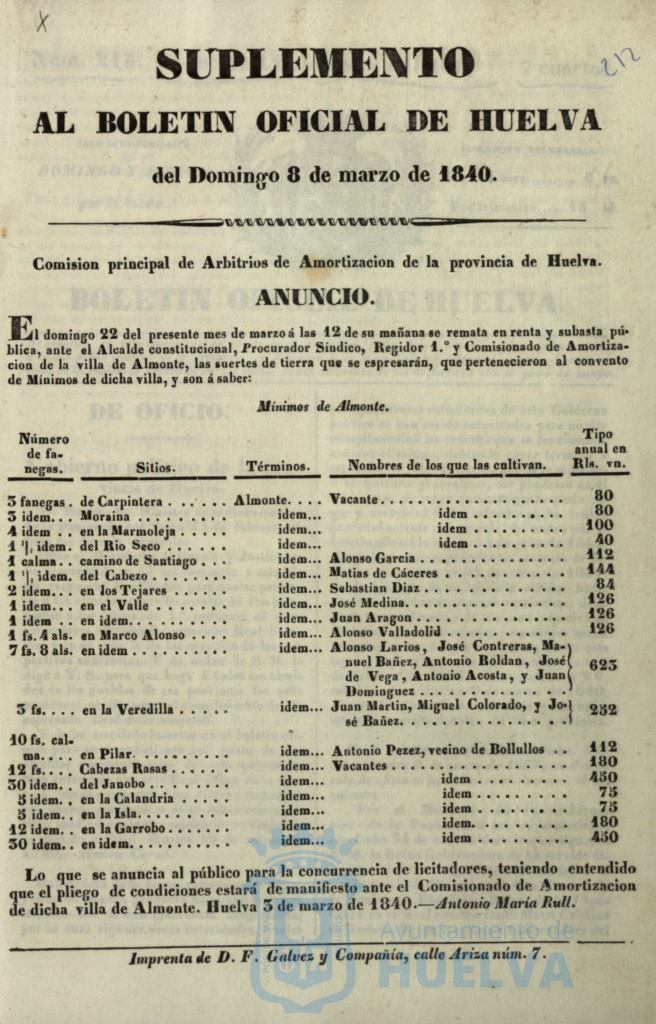 X
212
SUPLEMENTO
AL BOLETIN OFICIAL DE HUELVA
del Domingo 8 de marzo de 1840.
Comision principal de Arbitrios de Amortizacion de la provincia de Huelva.
ANUNCIO.
El domingo 22 del presente mes de marzo á las 12 de su mañana se remata en renta y subasta pú-
blica, ante el Alcalde constitucional, Procurador Síndico, Regidor 1.º y Comisionado de Amortiza-
cion de la villa de Almonte, las suertes de tierra que se espresarán, que pertenecieron al convento
de Mínimos de dicha villa, y son á saber:
Mínimos de Almonte.
Número de fa-negas. Sitios. Términos. Nombres de los que las cultivan. Tipo anual en Rls. vn.
3 fanegas. de Carpintera . . . . . . Almonte. . . . Vacante. . . . . . . . . . . . . . . . . . 80
3 idem. . . Moraina . . . . . . . . . idem... idem . . . . . . . . . 80
4 idem . . en la Marmoleja . . . . . idem... idem . . . . . . . . . 100
1 ½ idem. del Rio Seco . . . . . . idem... idem . . . . . . . . . 40
1 calma. . camino de Santiago . . . idem... Alonso Garcia . . . . . . . . . . . . . 112
1 ½ idem. del Cabezo . . . . . . . . idem... Matias de Cáceres . . . . . . . . . . . 144
2 idem. . . en los Tejares . . . . . . idem... Sebastian Diaz . . . . . . . . . . . . . 84
1 idem. . . en el Valle . . . . . . . idem... José Medina. . . . . . . . . . . . . . 126
1 idem . . en idem. . . . . . . . . . idem... Juan Aragon . . . . . . . . . . . . . . 126
1 fs. 4 als. en Marco Alonso . . . . idem... Alonso Valladolid . . . . . . . . . . 126
7 fs. 8 als. en idem . . . . . . . . . idem... Alonso Larios, José Contreras, Ma-
nuel Bañez, Antonio Roldan, José
de Vega, Antonio Acosta, y Juan 623
Dominguez . . . . . . . . . . . .
3 fs. . . . en la Veredilla . . . . . idem... Juan Martin, Miguel Colorado, y Jo-
sé Bañez. . . . . . . . . . . . . . 252
10 fs. cal-
ma. . . . en Pilar. . . . . . . . . . idem... Antonio Pezez, vecino de Bollullos . . 112
12 fs. . . . Cabezas Rasas . . . . . . idem... Vacantes . . . . . . . . . . . . . . . . 180
30 idem. . del Janobo . . . . . . . . idem... idem . . . . . . . . . 450
5 idem. . en la Calandria . . . . . idem... idem . . . . . . . . . 75
5 idem. . en la Isla. . . . . . . . . idem... idem . . . . . . . . . 75
12 idem. . en la Garrobo . . . . . . idem... idem. . . . . . . . . . 180
30 idem. . en idem. . . . . . . . . . idem... idem . . . . . . . . . 450
Lo que se anuncia al público para la concurrencia de licitadores, teniendo entendido
que el pliego de condiciones estará de manifiesto ante el Comisionado de Amortizacion
de dicha villa de Almonte. Huelva 3 de marzo de 1840.—Antonio María Rull.
Imprenta de D. F. Galvez y Compañía, calle Ariza núm. 7.
Ayuntamiento de
HUELVA